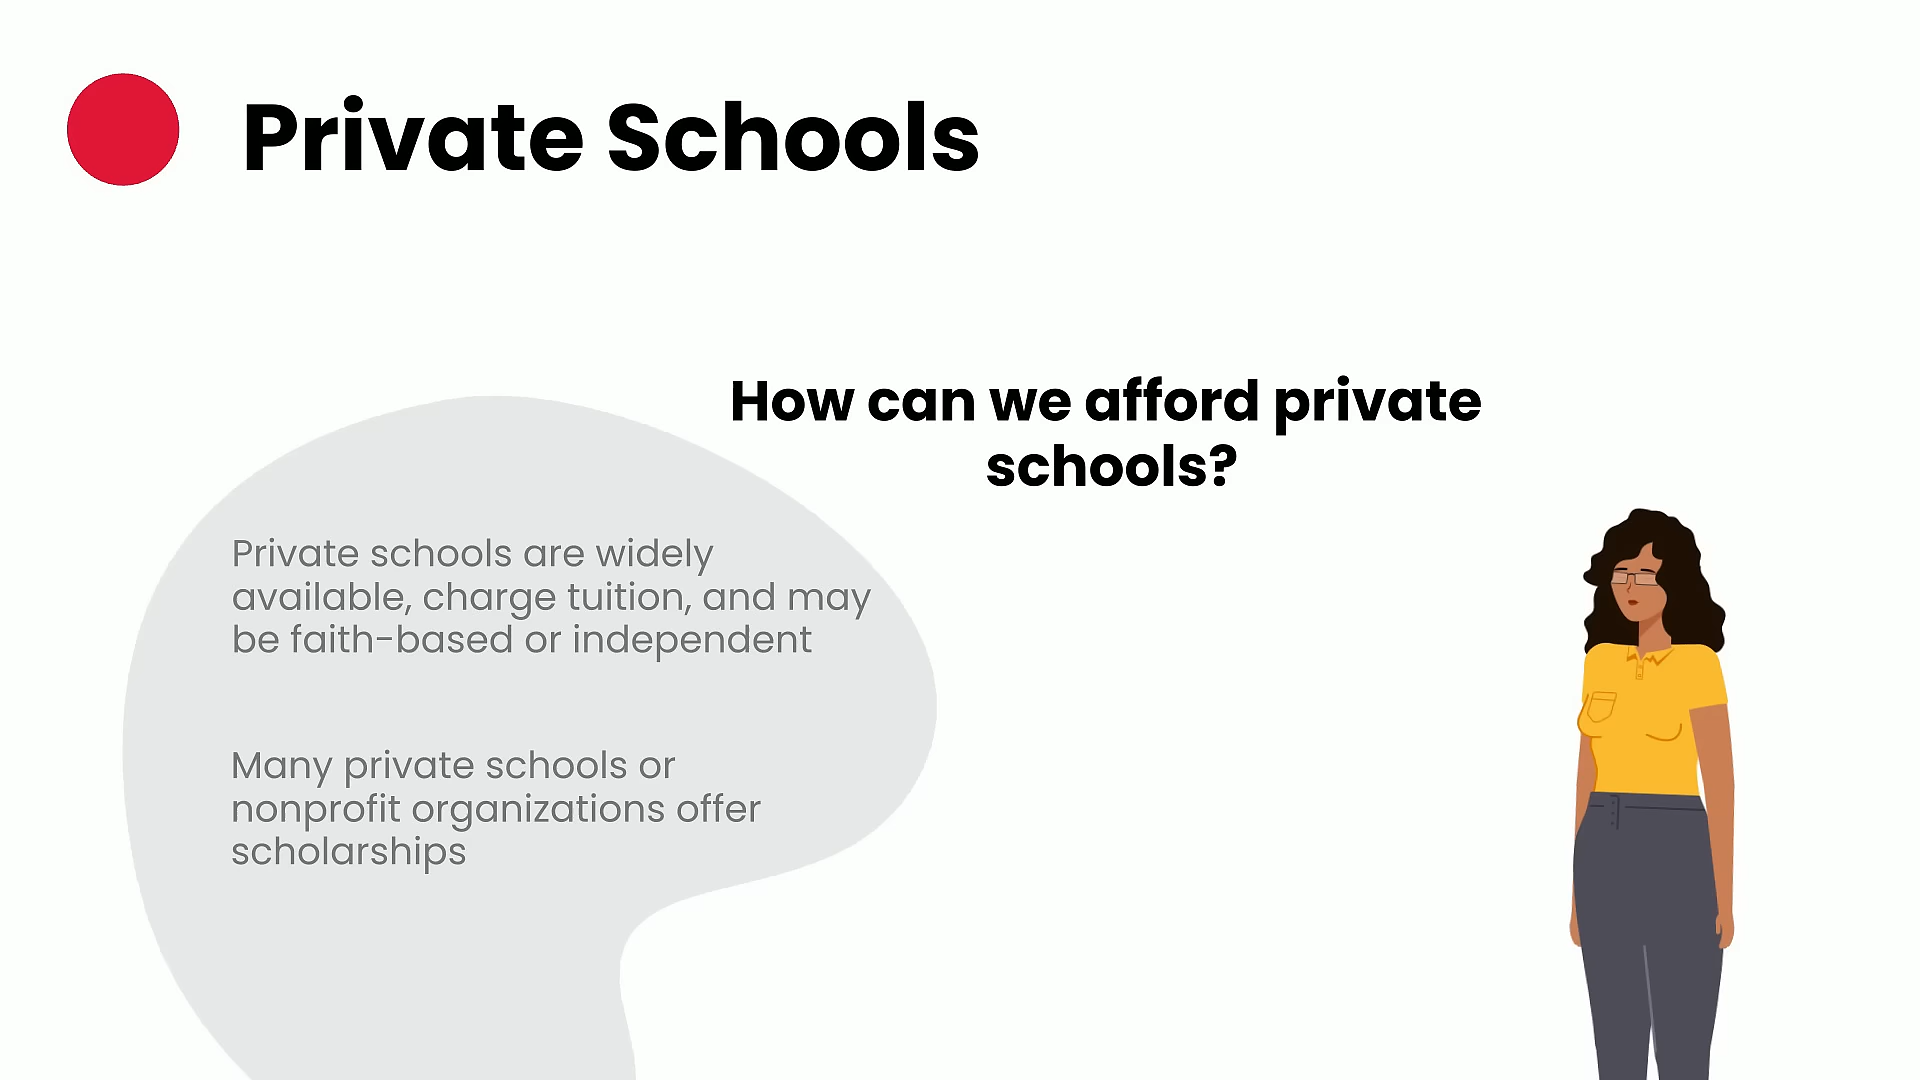 Private Schools
How can we afford private
schools?
Private schools are widely
available, charge tuition, and may
be faith-based or independent
Many private schools or
nonprofit organizations offer
scholarships